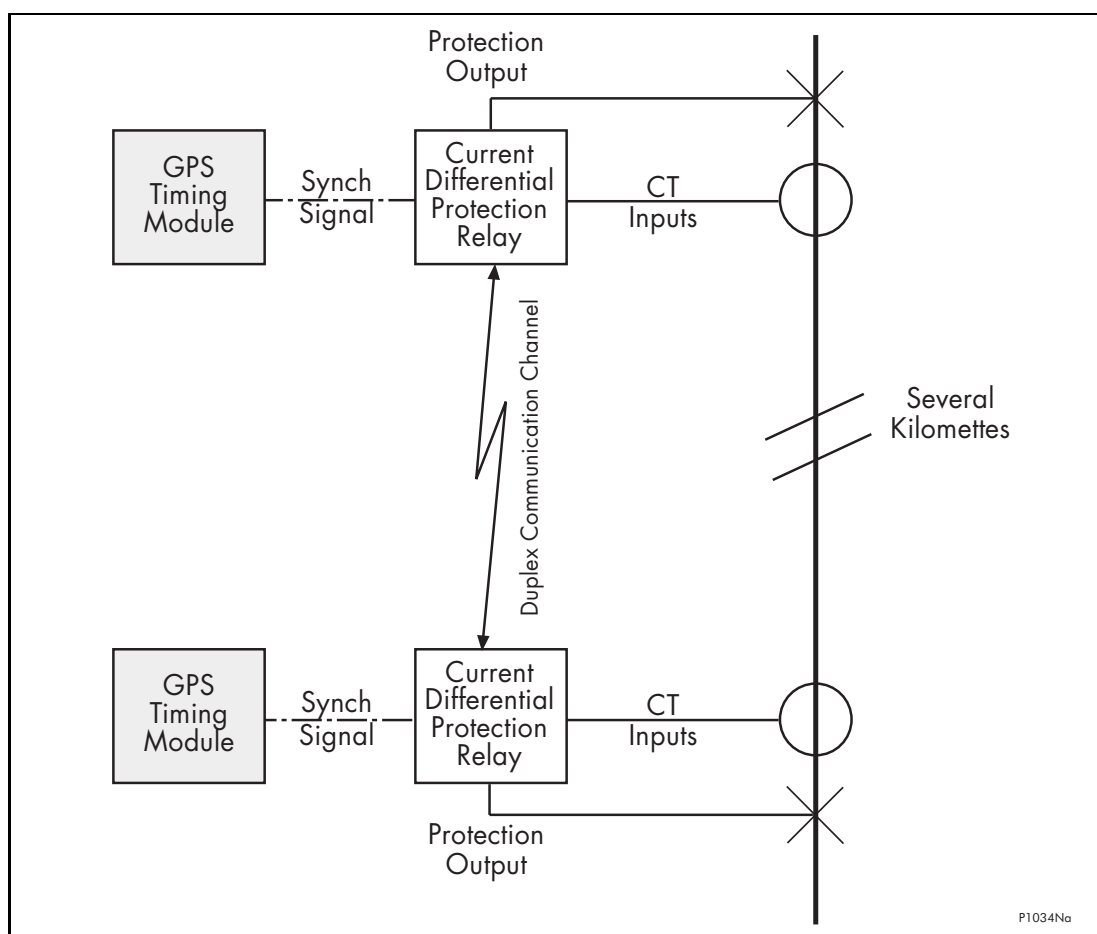 Protection
Output
GPS
Timing
Module
Synch
Signal
Current
Differential
Protection
Relay
CT
Inputs
Duplex Communication Channel
Several
Kilomettes
GPS
Timing
Module
Synch
Signal
Current
Differential
Protection
Relay
CT
Inputs
Protection
Output
P1034Na